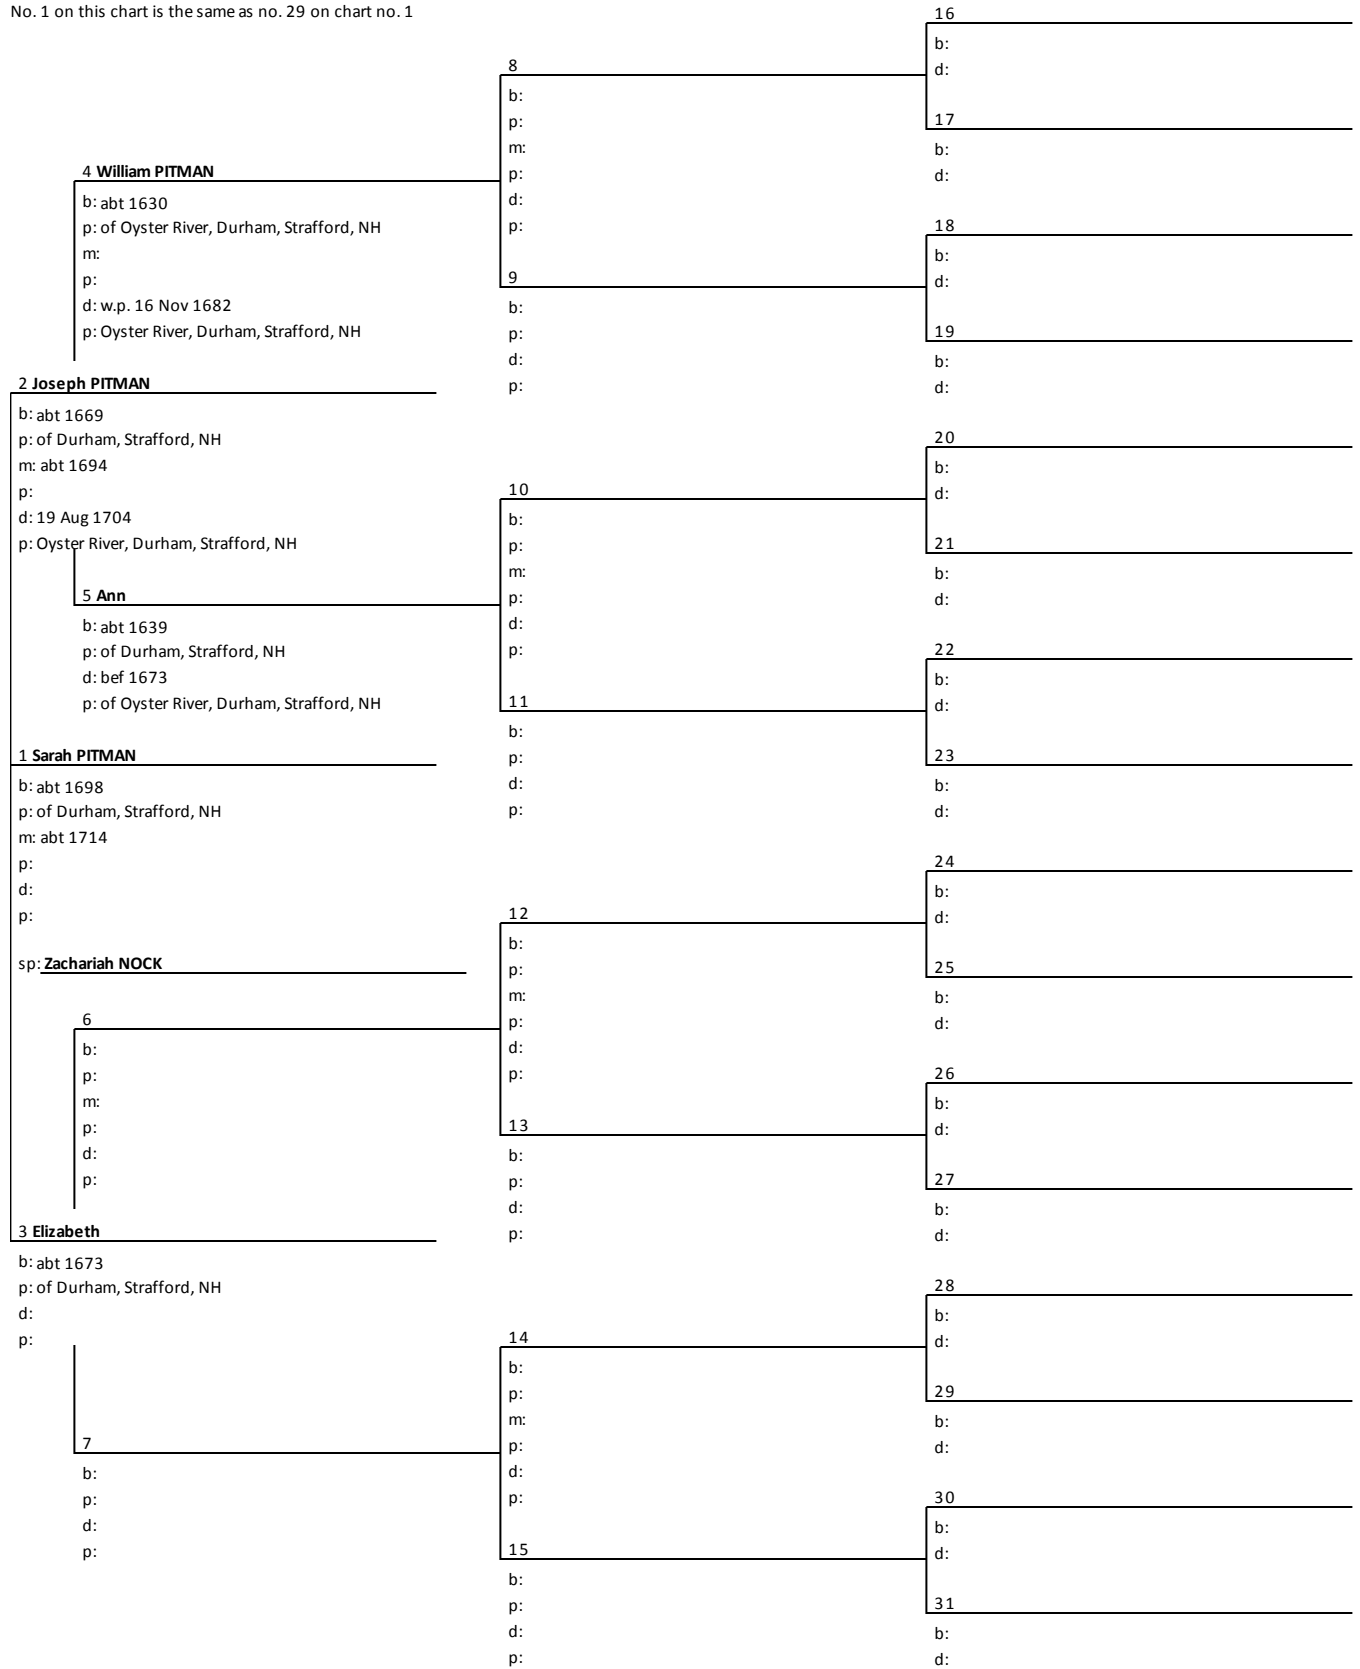 No. 1 on this chart is the same as no. 29 on chart no. 1
4 William PITMAN
b: abt 1630
p: of Oyster River, Durham, Strafford, NH
m:
p:
d: w.p. 16 Nov 1682
p: Oyster River, Durham, Strafford, NH
2 Joseph PITMAN
b: abt 1669
p: of Durham, Strafford, NH
m: abt 1694
p:
d: 19 Aug 1704
p: Oyster River, Durham, Strafford, NH
5 Ann
b: abt 1639
p: of Durham, Strafford, NH
d: bef 1673
p: of Oyster River, Durham, Strafford, NH
1 Sarah PITMAN
b: abt 1698
p: of Durham, Strafford, NH
m: abt 1714
p:
d:
p:
sp: Zachariah NOCK
6
b:
p:
m:
p:
d:
p:
3 Elizabeth
b: abt 1673
p: of Durham, Strafford, NH
d:
p:
7
b:
p:
d:
p:
8
b:
p:
m:
p:
d:
p:
9
b:
p:
d:
p:
10
b:
p:
m:
p:
d:
p:
11
b:
p:
d:
p:
12
b:
p:
m:
p:
d:
p:
13
b:
p:
d:
p:
14
b:
p:
m:
p:
d:
p:
15
b:
p:
d:
p:
16
b:
d:
17
b:
d:
18
b:
d:
19
b:
d:
20
b:
d:
21
b:
d:
22
b:
d:
23
b:
d:
24
b:
d:
25
b:
d:
26
b:
d:
27
b:
d:
28
b:
d:
29
b:
d:
30
b:
d:
31
b:
d: